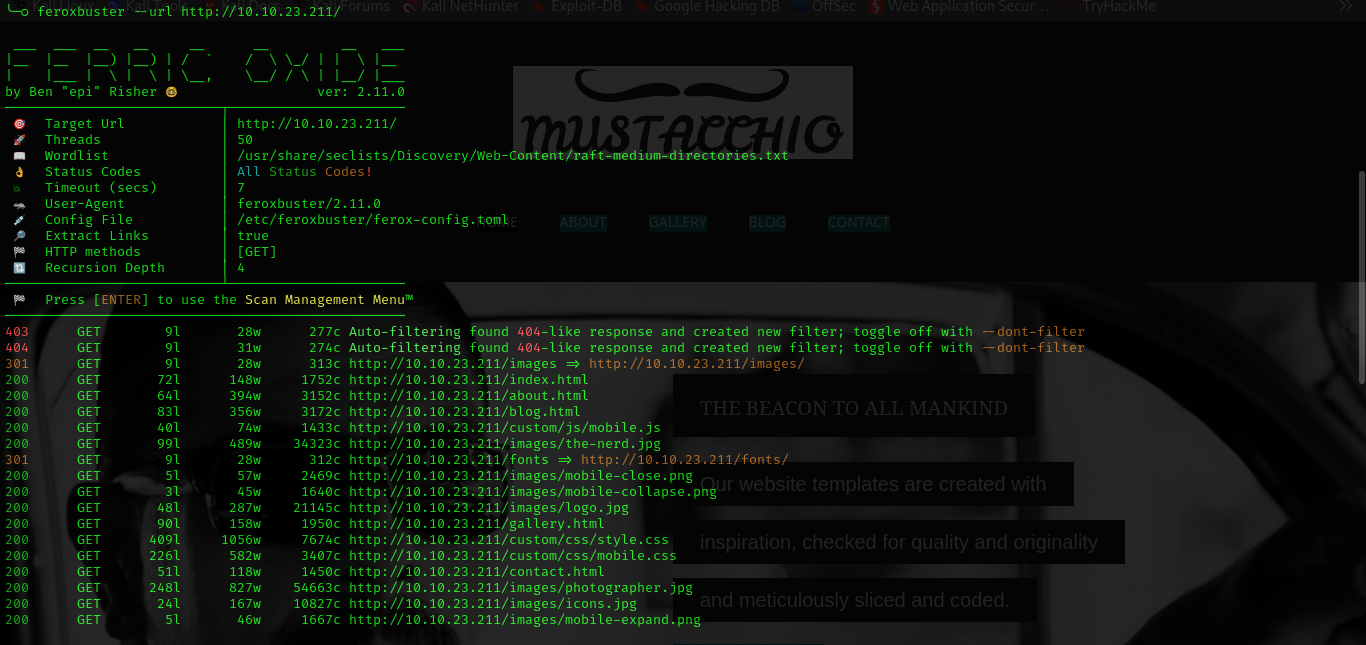 Kali Linux Kali Tools Kali Docs Kali Forums Kali NetHunter Exploit-DB Google Hacking DB OffSec Web Application Secur… TryHackMe
╰─○ feroxbuster --url http://10.10.23.211/
FERRIC OXIDE
by Ben "epi" Risher 🤓 ver: 2.11.0
MUSTACCHIO
🎯 Target Url │ http://10.10.23.211/
🚀 Threads │ 50
📖 Wordlist │ /usr/share/seclists/Discovery/Web-Content/raft-medium-directories.txt
👌 Status Codes │ All Status Codes!
💥 Timeout (secs) │ 7
🦡 User-Agent │ feroxbuster/2.11.0
💉 Config File │ /etc/feroxbuster/ferox-config.toml
HOME ABOUT GALLERY BLOG CONTACT
🔎 Extract Links │ true
🏁 HTTP methods │ [GET]
🔃 Recursion Depth │ 4
🏁 Press [ENTER] to use the Scan Management Menu™
403 GET 9l 28w 277c Auto-filtering found 404-like response and created new filter; toggle off with --dont-filter
404 GET 9l 31w 274c Auto-filtering found 404-like response and created new filter; toggle off with --dont-filter
301 GET 9l 28w 313c http://10.10.23.211/images => http://10.10.23.211/images/
200 GET 72l 148w 1752c http://10.10.23.211/index.html
200 GET 64l 394w 3152c http://10.10.23.211/about.html
200 GET 83l 356w 3172c http://10.10.23.211/blog.html
200 GET 40l 74w 1433c http://10.10.23.211/custom/js/mobile.js
200 GET 99l 489w 34323c http://10.10.23.211/images/the-nerd.jpg
301 GET 9l 28w 312c http://10.10.23.211/fonts => http://10.10.23.211/fonts/
200 GET 5l 57w 2469c http://10.10.23.211/images/mobile-close.png
200 GET 3l 45w 1640c http://10.10.23.211/images/mobile-collapse.png
200 GET 48l 287w 21145c http://10.10.23.211/images/logo.jpg
200 GET 90l 158w 1950c http://10.10.23.211/gallery.html
200 GET 409l 1056w 7674c http://10.10.23.211/custom/css/style.css
200 GET 226l 582w 3407c http://10.10.23.211/custom/css/mobile.css
200 GET 51l 118w 1450c http://10.10.23.211/contact.html
200 GET 248l 827w 54663c http://10.10.23.211/images/photographer.jpg
200 GET 24l 167w 10827c http://10.10.23.211/images/icons.jpg
200 GET 5l 46w 1667c http://10.10.23.211/images/mobile-expand.png
THE BEACON TO ALL MANKIND
Our website templates are created with
inspiration, checked for quality and originality
and meticulously sliced and coded.